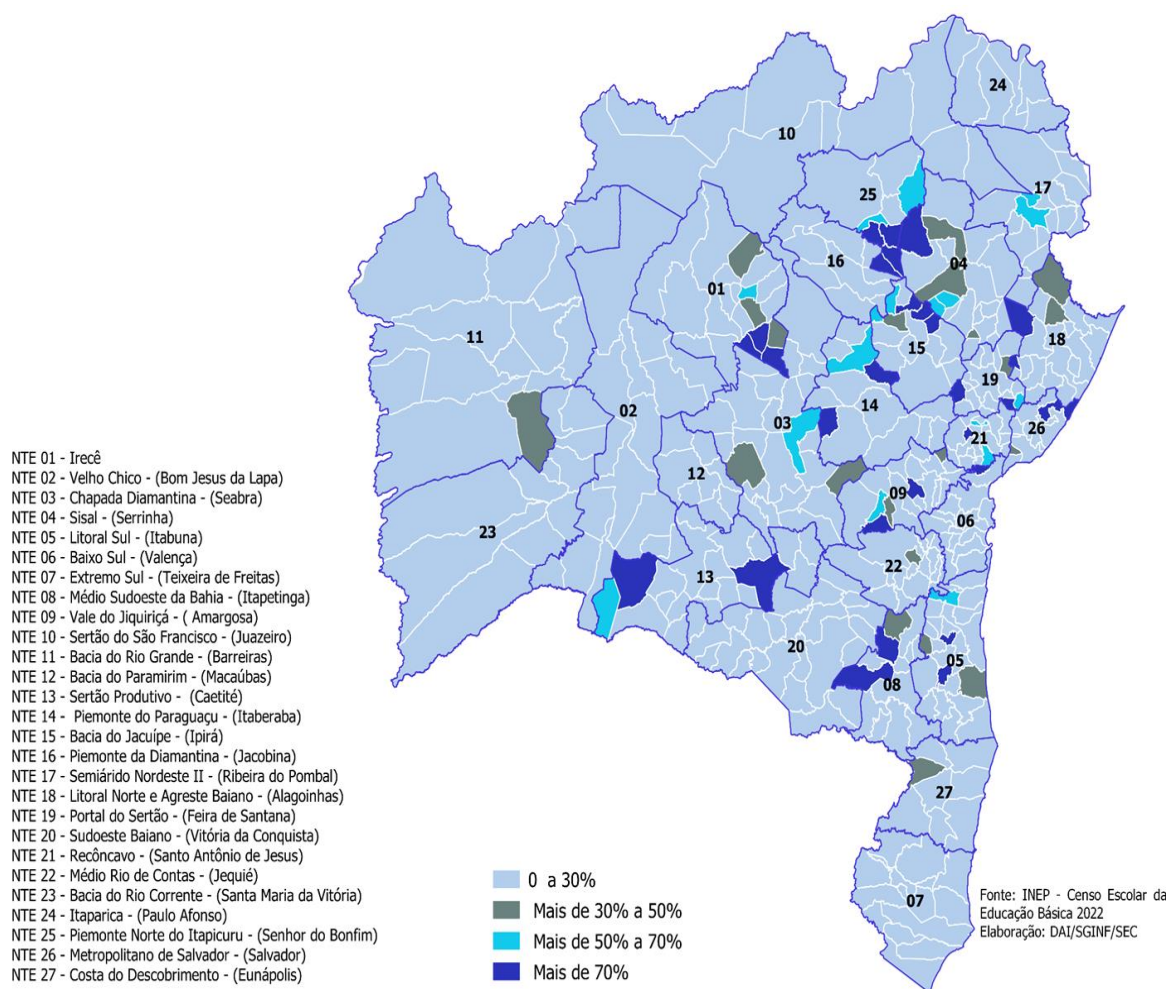 24
10
25
17
16
04
01
18
11
15
19
02
14
03
26
21
12
09
06
23
22
13
20
05
08
27
07
NTE 01 - Irecê
NTE 02 - Velho Chico - (Bom Jesus da Lapa)
NTE 03 - Chapada Diamantina - (Seabra)
NTE 04 - Sisal - (Serrinha)
NTE 05 - Litoral Sul - (Itabuna)
NTE 06 - Baixo Sul - (Valença)
NTE 07 - Extremo Sul - (Teixeira de Freitas)
NTE 08 - Médio Sudoeste da Bahia - (Itapetinga)
NTE 09 - Vale do Jiquiriçá - ( Amargosa)
NTE 10 - Sertão do São Francisco - (Juazeiro)
NTE 11 - Bacia do Rio Grande - (Barreiras)
NTE 12 - Bacia do Paramirim - (Macaúbas)
NTE 13 - Sertão Produtivo - (Caetité)
NTE 14 - Piemonte do Paraguaçu - (Itaberaba)
NTE 15 - Bacia do Jacuípe - (Ipirá)
NTE 16 - Piemonte da Diamantina - (Jacobina)
NTE 17 - Semiárido Nordeste II - (Ribeira do Pombal)
NTE 18 - Litoral Norte e Agreste Baiano - (Alagoinhas)
NTE 19 - Portal do Sertão - (Feira de Santana)
NTE 20 - Sudoeste Baiano - (Vitória da Conquista)
NTE 21 - Recôncavo - (Santo Antônio de Jesus)
NTE 22 - Médio Rio de Contas - (Jequié)
NTE 23 - Bacia do Rio Corrente - (Santa Maria da Vitória)
NTE 24 - Itaparica - (Paulo Afonso)
NTE 25 - Piemonte Norte do Itapicuru - (Senhor do Bonfim)
NTE 26 - Metropolitano de Salvador - (Salvador)
NTE 27 - Costa do Descobrimento - (Eunápolis)
0 a 30%
Mais de 30% a 50%
Mais de 50% a 70%
Mais de 70%
Fonte: INEP - Censo Escolar da
Educação Básica 2022
Elaboração: DAI/SGINF/SEC